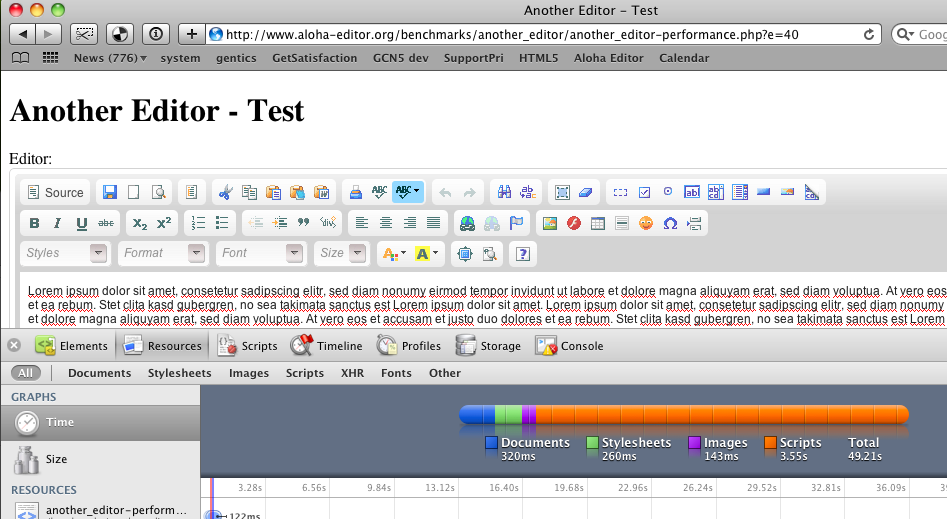 Another Editor – Test
http://www.aloha-editor.org/benchmarks/another_editor/another_editor-performance.php?e=40
Goog
News (776)▾ system gentics GetSatisfaction GCN5 dev SupportPri HTML5 Aloha Editor Calendar
Another Editor - Test
Editor:
Source ABC ABC
B I U abc X₂ X²
Styles Format Font Size A A ?
Lorem ipsum dolor sit amet, consetetur sadipscing elitr, sed diam nonumy eirmod tempor invidunt ut labore et dolore magna aliquyam erat, sed diam voluptua. At vero eos
et ea rebum. Stet clita kasd gubergren, no sea takimata sanctus est Lorem ipsum dolor sit amet. Lorem ipsum dolor sit amet, consetetur sadipscing elitr, sed diam nonumy
et dolore magna aliquyam erat, sed diam voluptua. At vero eos et accusam et justo duo dolores et ea rebum. Stet clita kasd gubergren, no sea takimata sanctus est Lorem
Elements Resources Scripts Timeline Profiles Storage Console
All Documents Stylesheets Images Scripts XHR Fonts Other
GRAPHS
Time
Documents Stylesheets Images Scripts Total
320ms 260ms 143ms 3.55s 49.21s
Size
3.28s 6.56s 9.84s 13.12s 16.40s 19.68s 22.96s 26.24s 29.52s 32.81s 36.09s
RESOURCES
another_editor-perform...
122ms